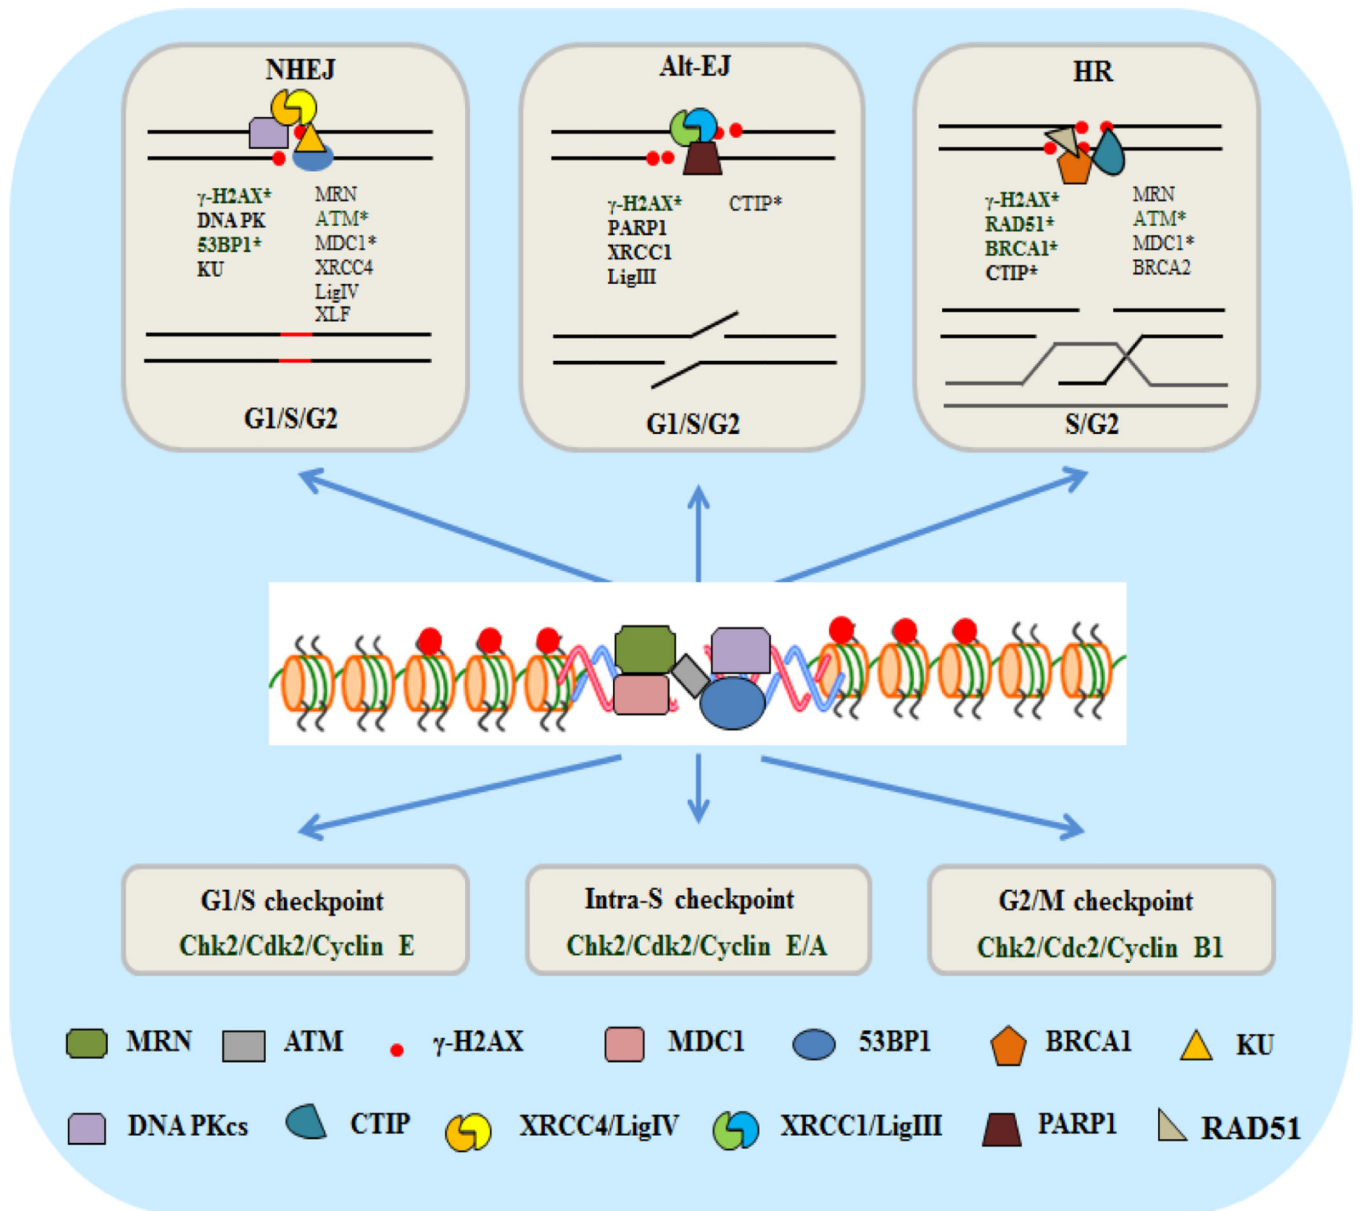 NHEJ
γ-H2AX*
DNA PK
53BP1*
KU
MRN
ATM*
MDC1*
XRCC4
LigIV
XLF
G1/S/G2
Alt-EJ
γ-H2AX*
PARP1
XRCC1
LigIII
CTIP*
G1/S/G2
HR
γ-H2AX*
RAD51*
BRCA1*
CTIP*
MRN
ATM*
MDC1*
BRCA2
S/G2
G1/S checkpoint
Chk2/Cdk2/Cyclin E
Intra-S checkpoint
Chk2/Cdk2/Cyclin E/A
G2/M checkpoint
Chk2/Cdc2/Cyclin B1
MRN
ATM
γ-H2AX
MDC1
53BP1
BRCA1
KU
DNA PKcs
CTIP
XRCC4/LigIV
XRCC1/LigIII
PARP1
RAD51